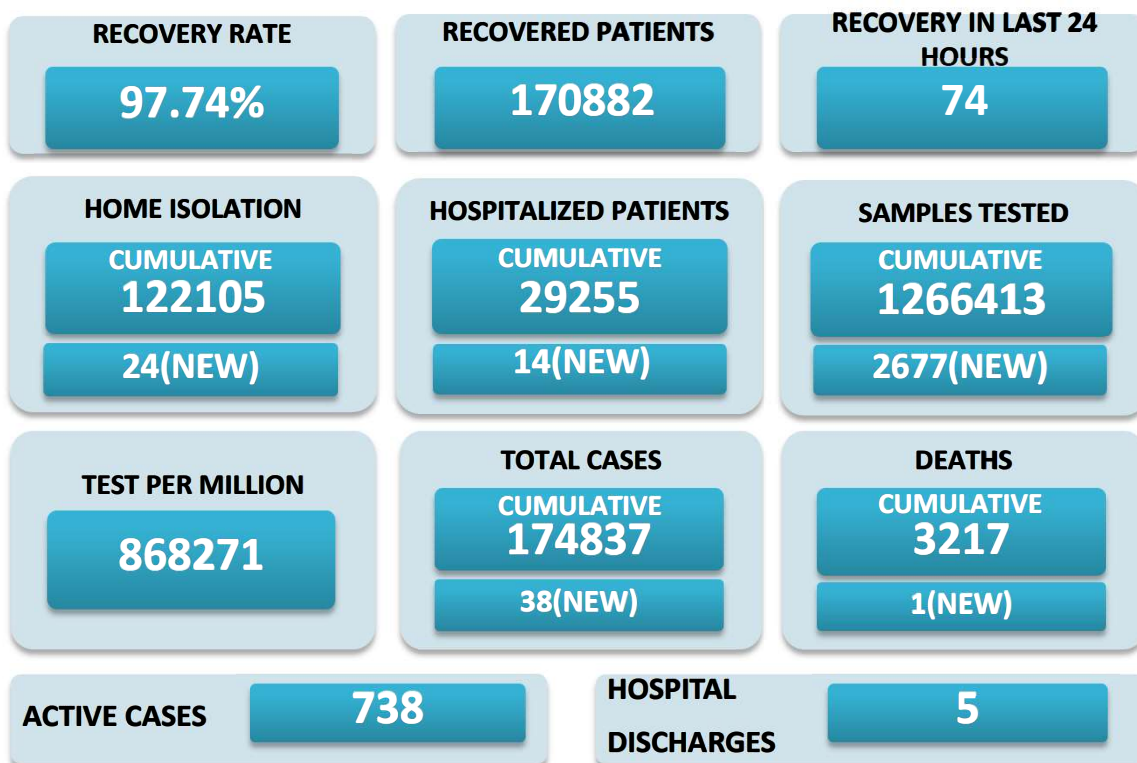 RECOVERY RATE
97.74%
RECOVERED PATIENTS
170882
RECOVERY IN LAST 24
HOURS
74
HOME ISOLATION
CUMULATIVE
122105
24(NEW)
HOSPITALIZED PATIENTS
CUMULATIVE
29255
14(NEW)
SAMPLES TESTED
CUMULATIVE
1266413
2677(NEW)
TEST PER MILLION
868271
TOTAL CASES
CUMULATIVE
174837
38(NEW)
DEATHS
CUMULATIVE
3217
1(NEW)
ACTIVE CASES
738
HOSPITAL
DISCHARGES
5